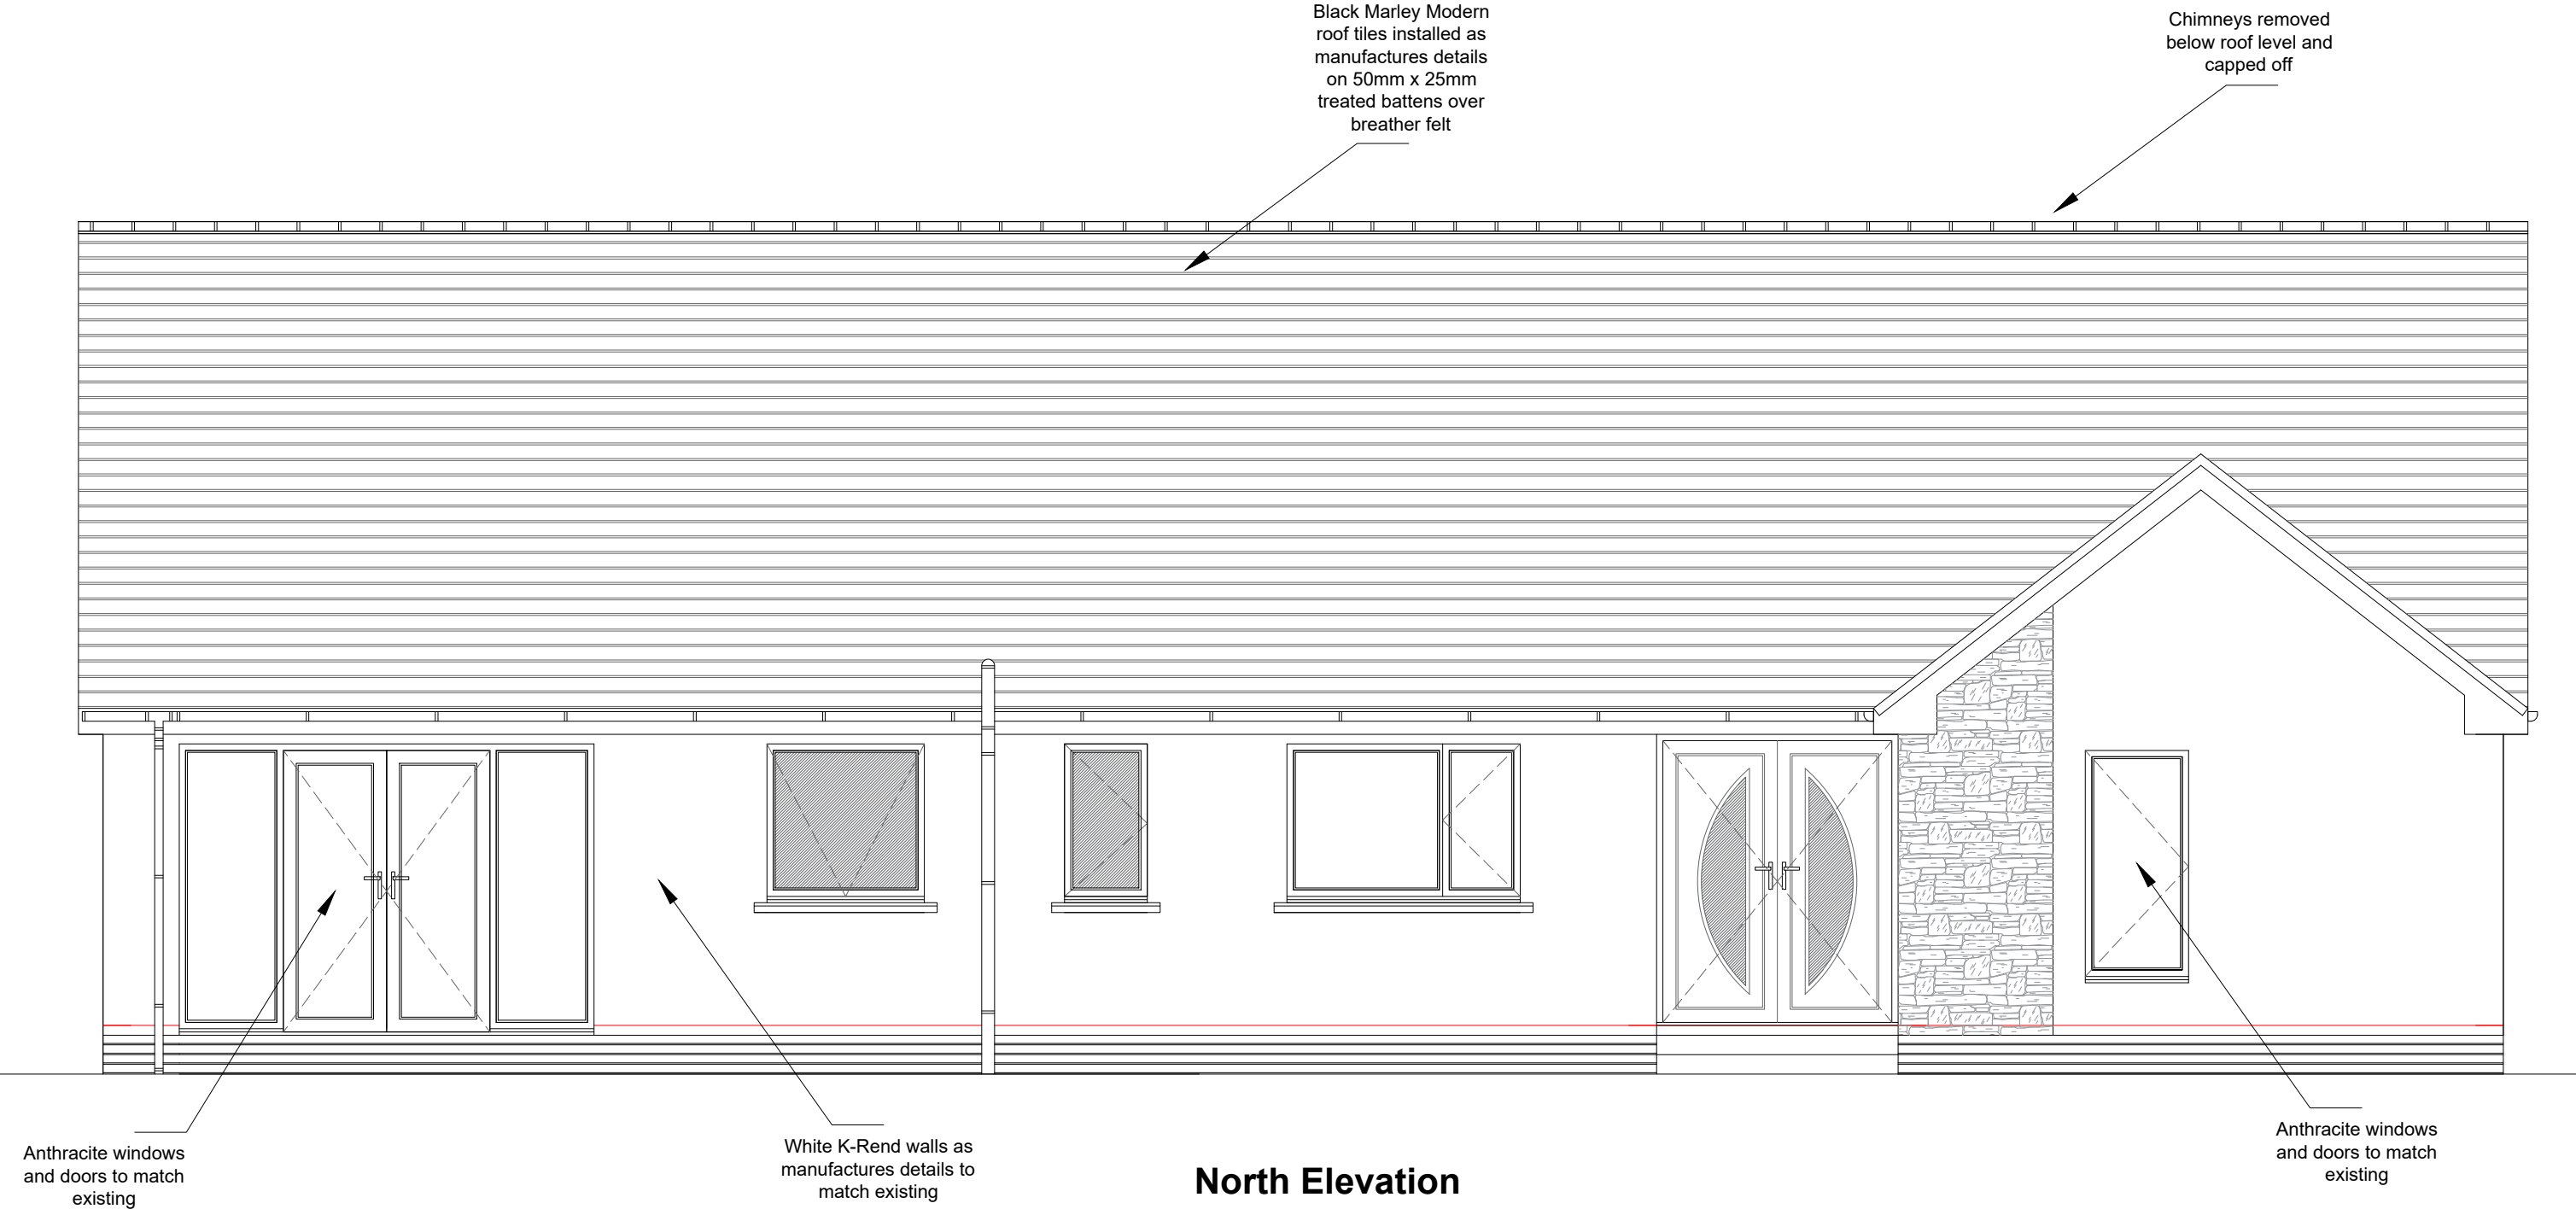 Black Marley Modern
roof tiles installed as
manufactures details
on 50mm x 25mm
treated battens over
breather felt
Chimneys removed
below roof level and
capped off
Anthracite windows
and doors to match
existing
White K-Rend walls as
manufactures details to
match existing
North Elevation
Anthracite windows
and doors to match
existing